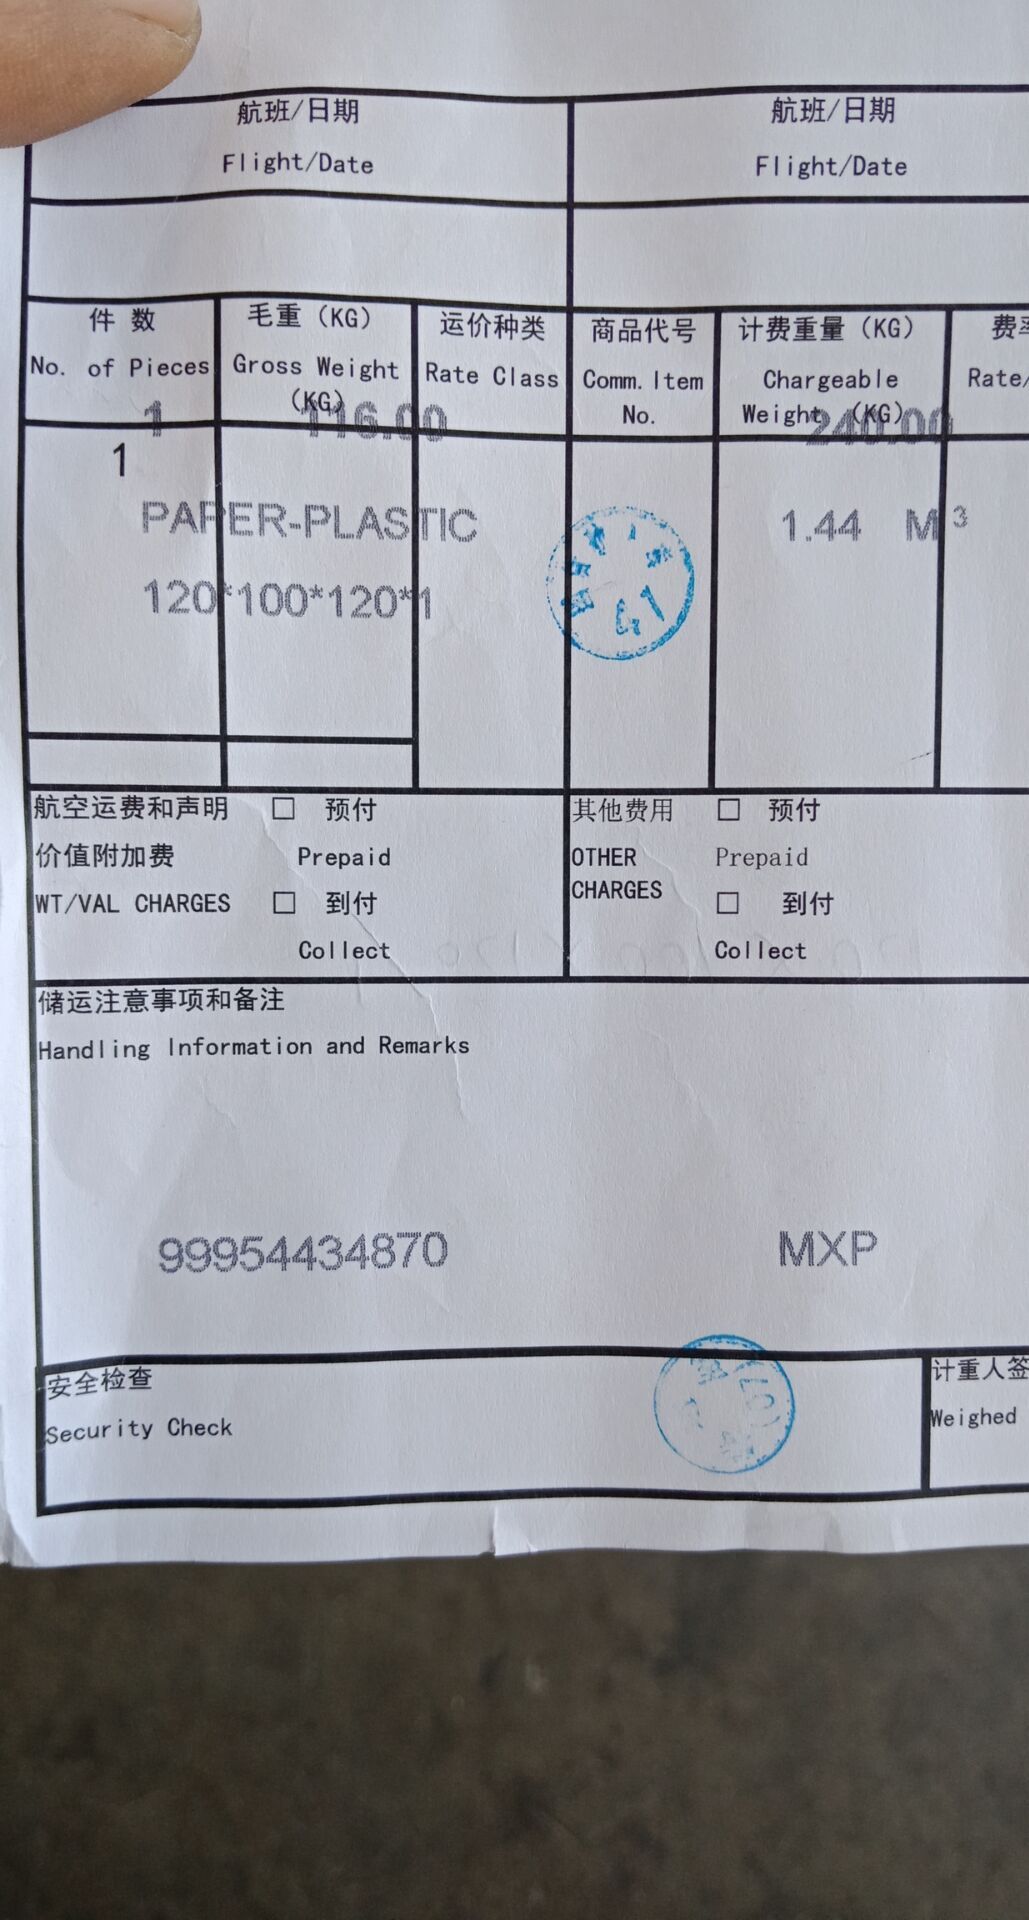 航班/日期
Flight/Date
航班/日期
Flight/Date
件 数
No. of Pieces
毛重（KG）
Gross Weight
（KG）
运价种类
Rate Class
商品代号
Comm. Item
No.
计费重量（KG）
Chargeable
Weight （KG）
费率
Rate/
1 116.00 240.00
1
PAPER-PLASTIC 1.44 M³
120*100*120*1
航空运费和声明 □ 预付
价值附加费 Prepaid
WT/VAL CHARGES □ 到付
Collect
其他费用 □ 预付
OTHER Prepaid
CHARGES □ 到付
Collect
储运注意事项和备注
Handling Information and Remarks
99954434870 MXP
安全检查
Security Check
计重人签
Weighed